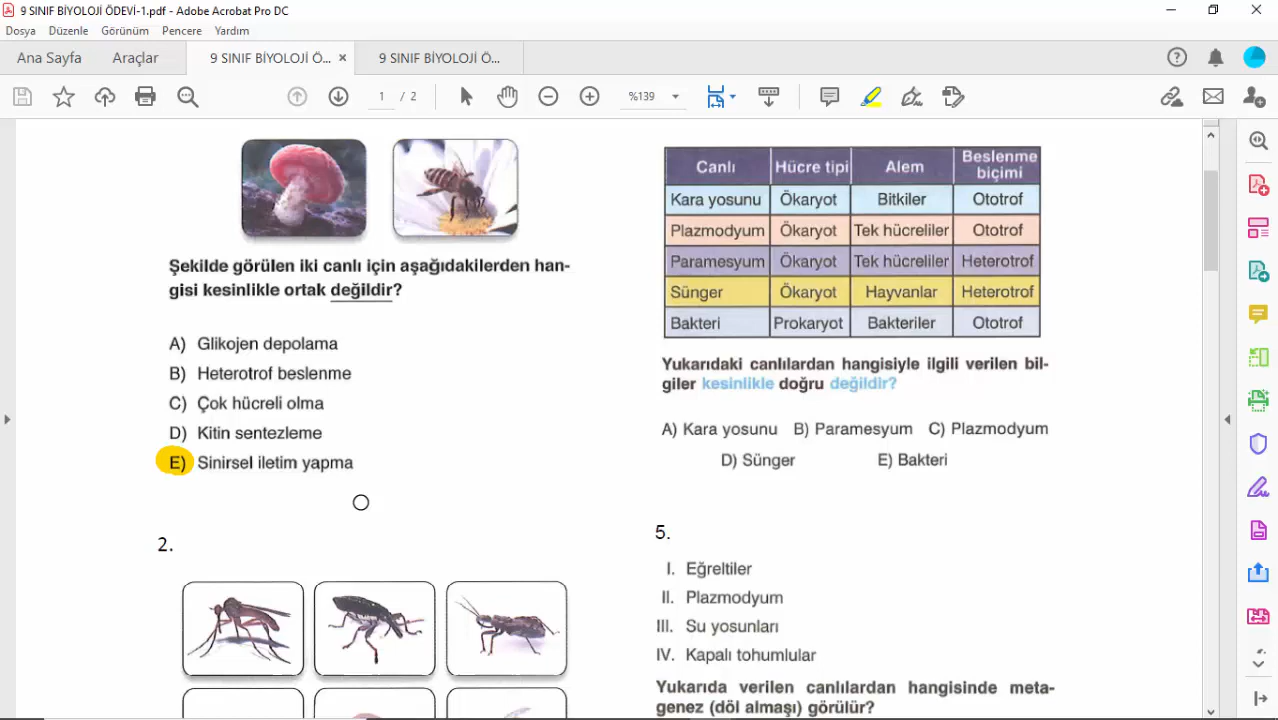 9 SINIF BİYOLOJİ ÖDEVİ-1.pdf - Adobe Acrobat Pro DC
Dosya Düzenle Görünüm Pencere Yardım
Ana Sayfa Araçlar 9 SINIF BİYOLOJİ Ö... × 9 SINIF BİYOLOJİ Ö...
1 / 2 %139
Şekilde görülen iki canlı için aşağıdakilerden han-
gisi kesinlikle ortak değildir?
A) Glikojen depolama
B) Heterotrof beslenme
C) Çok hücreli olma
D) Kitin sentezleme
E) Sinirsel iletim yapma
2.
Canlı Hücre tipi Alem Beslenme biçimi
Kara yosunu Ökaryot Bitkiler Ototrof
Plazmodyum Ökaryot Tek hücreliler Ototrof
Paramesyum Ökaryot Tek hücreliler Heterotrof
Sünger Ökaryot Hayvanlar Heterotrof
Bakteri Prokaryot Bakteriler Ototrof
Yukarıdaki canlılardan hangisiyle ilgili verilen bil-
giler kesinlikle doğru değildir?
A) Kara yosunu B) Paramesyum C) Plazmodyum
D) Sünger E) Bakteri
5.
I. Eğreltiler
II. Plazmodyum
III. Su yosunları
IV. Kapalı tohumlular
Yukarıda verilen canlılardan hangisinde meta-
genez (döl almaşı) görülür?